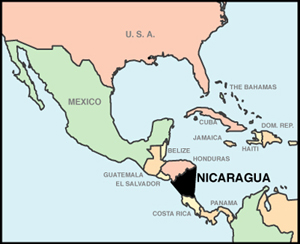 U. S. A.
THE BAHAMAS
MEXICO
CUBA
DOM. REP.
JAMAICA
HAITI
BELIZE
HONDURAS
GUATEMALA
NICARAGUA
EL SALVADOR
COSTA RICA
PANAMA